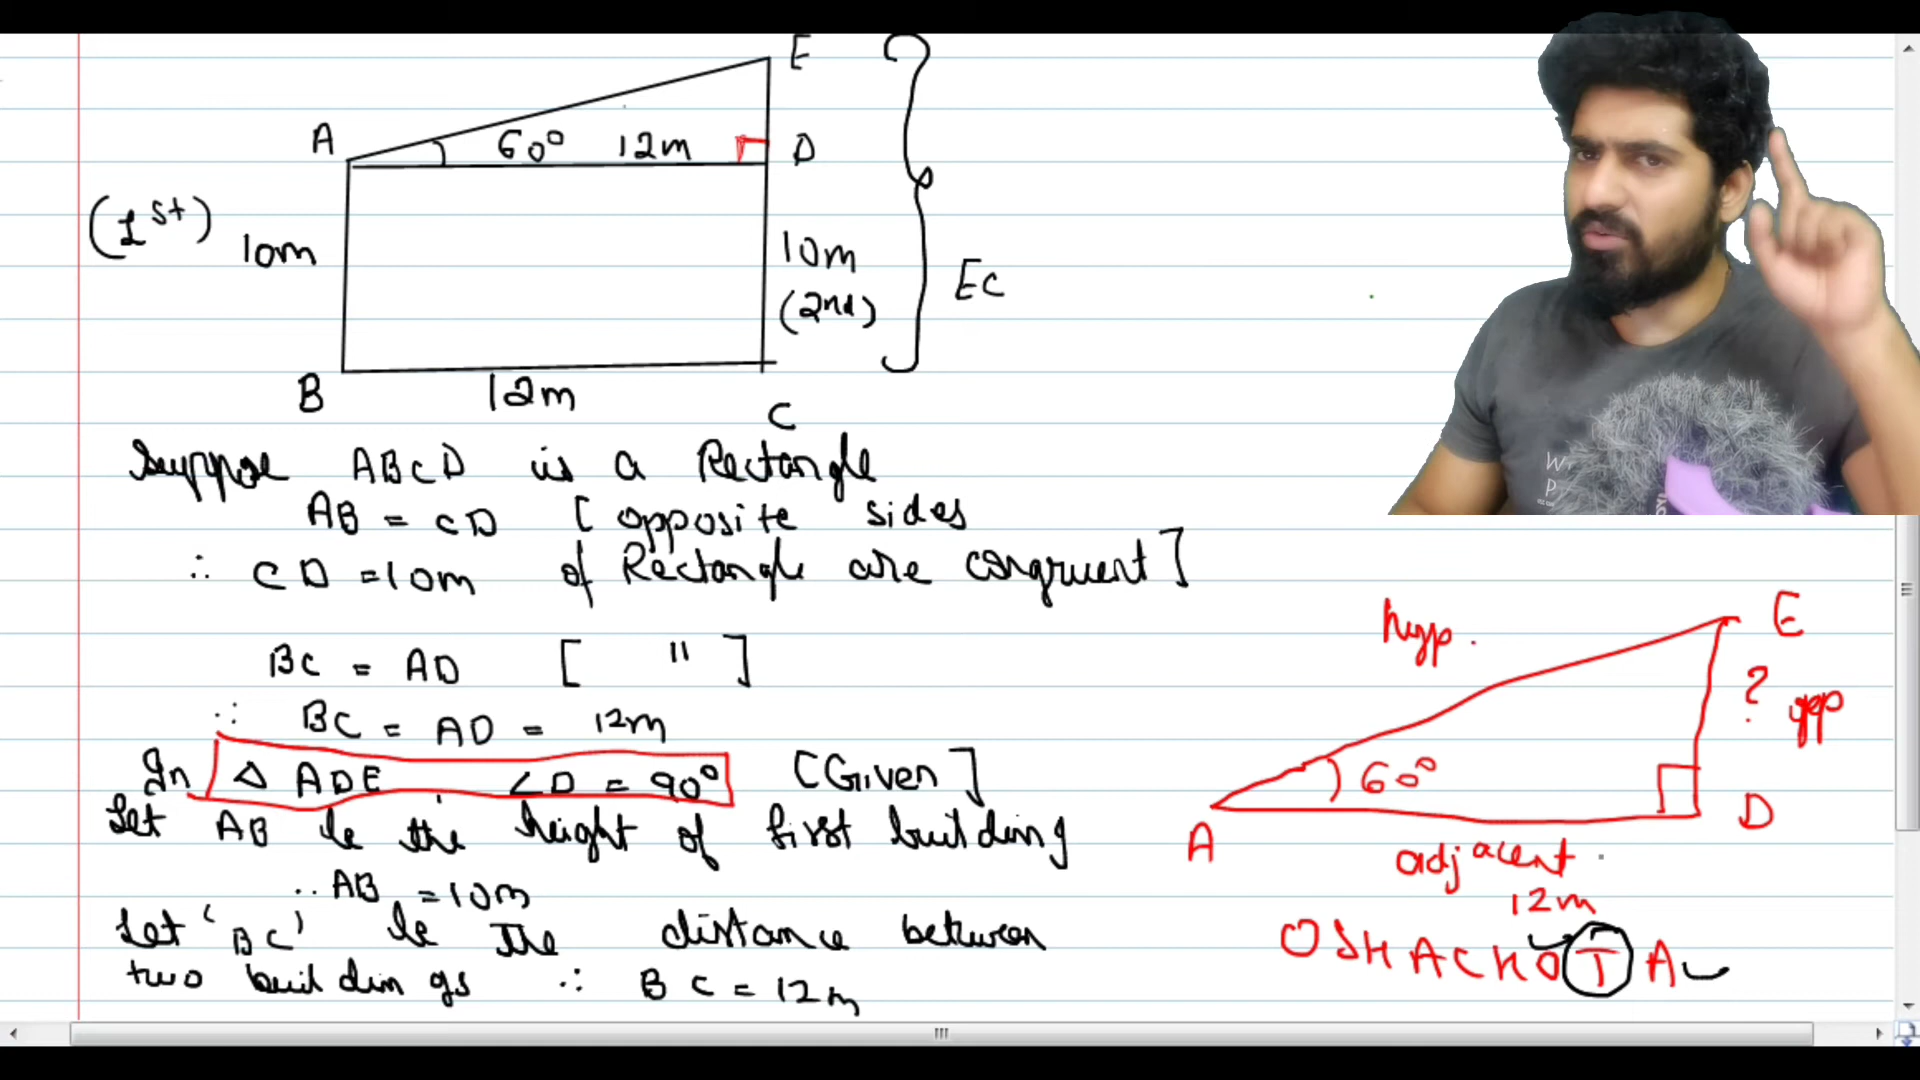 E
A 60° 12m D
(1st) 10m 10m
(2nd) EC
B 12m C
Suppose ABCD is a Rectangle
AB = CD [ opposite sides
∴ CD = 10m of Rectangle are congruent ]
BC = AD [ " ]
∴ BC = AD = 12m
In △ ADE, ∠D = 90° [Given]
Let AB be the height of first building
∴ AB = 10m
Let 'BC' be the distance between
two buildings ∴ BC = 12m
hyp. E
? opp
60°
A D
adjacent
12m
OSHACHOTA
W
P